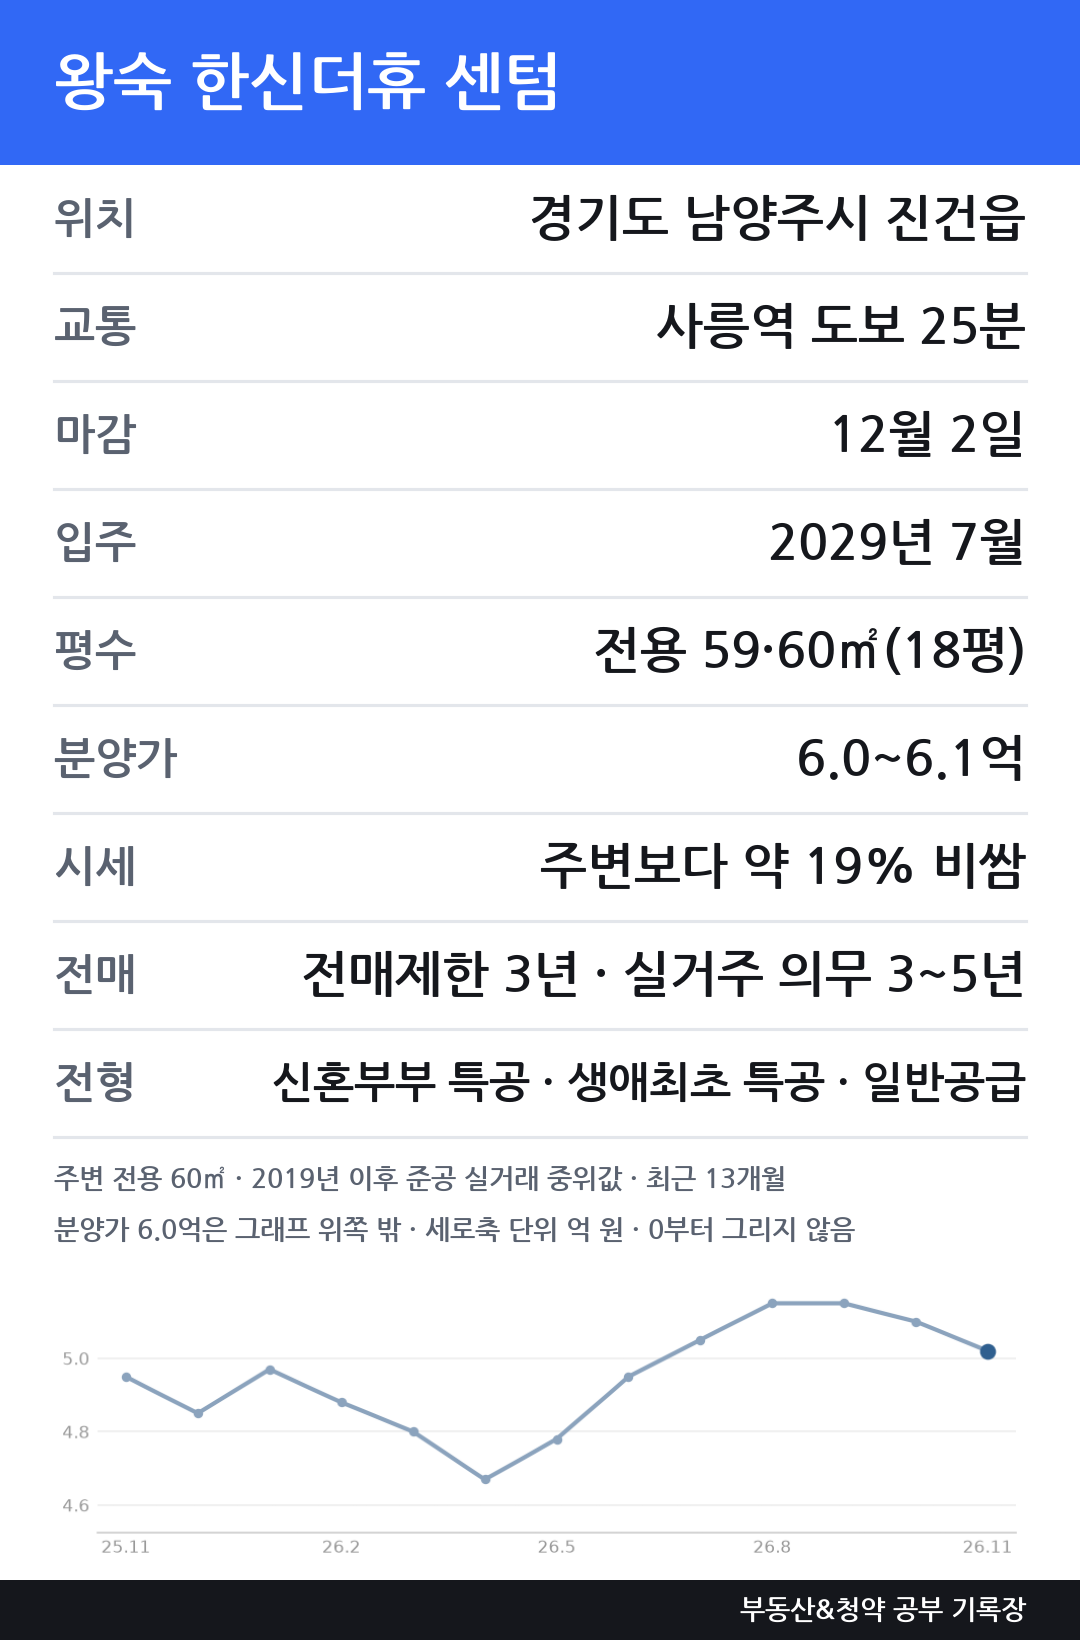 왕숙 한신더휴 센텀
위치 경기도 남양주시 진건읍
교통 사릉역 도보 25분
마감 12월 2일
입주 2029년 7월
평수 전용 59·60㎡(18평)
분양가 6.0~6.1억
시세 주변보다 약 19% 비쌈
전매 전매제한 3년 · 실거주 의무 3~5년
전형 신혼부부 특공 · 생애최초 특공 · 일반공급
주변 전용 60㎡ · 2019년 이후 준공 실거래 중위값 · 최근 13개월
분양가 6.0억은 그래프 위쪽 밖 · 세로축 단위 억 원 · 0부터 그리지 않음
5.0
4.8
4.6
25.11 26.2 26.5 26.8 26.11
부동산&청약 공부 기록장